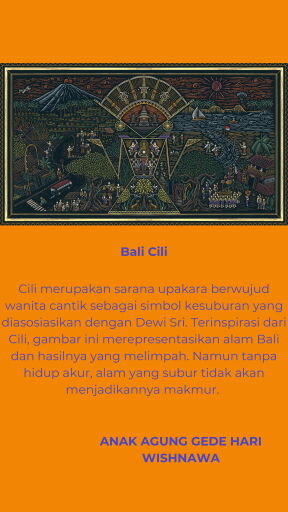 Bali Cili
Cili merupakan sarana upakara berwujud
wanita cantik sebagai simbol kesuburan yang
diasosiasikan dengan Dewi Sri. Terinspirasi dari
Cili, gambar ini merepresentasikan alam Bali
dan hasilnya yang melimpah. Namun tanpa
hidup akur, alam yang subur tidak akan
menjadikannya makmur.
ANAK AGUNG GEDE HARI
WISHNAWA